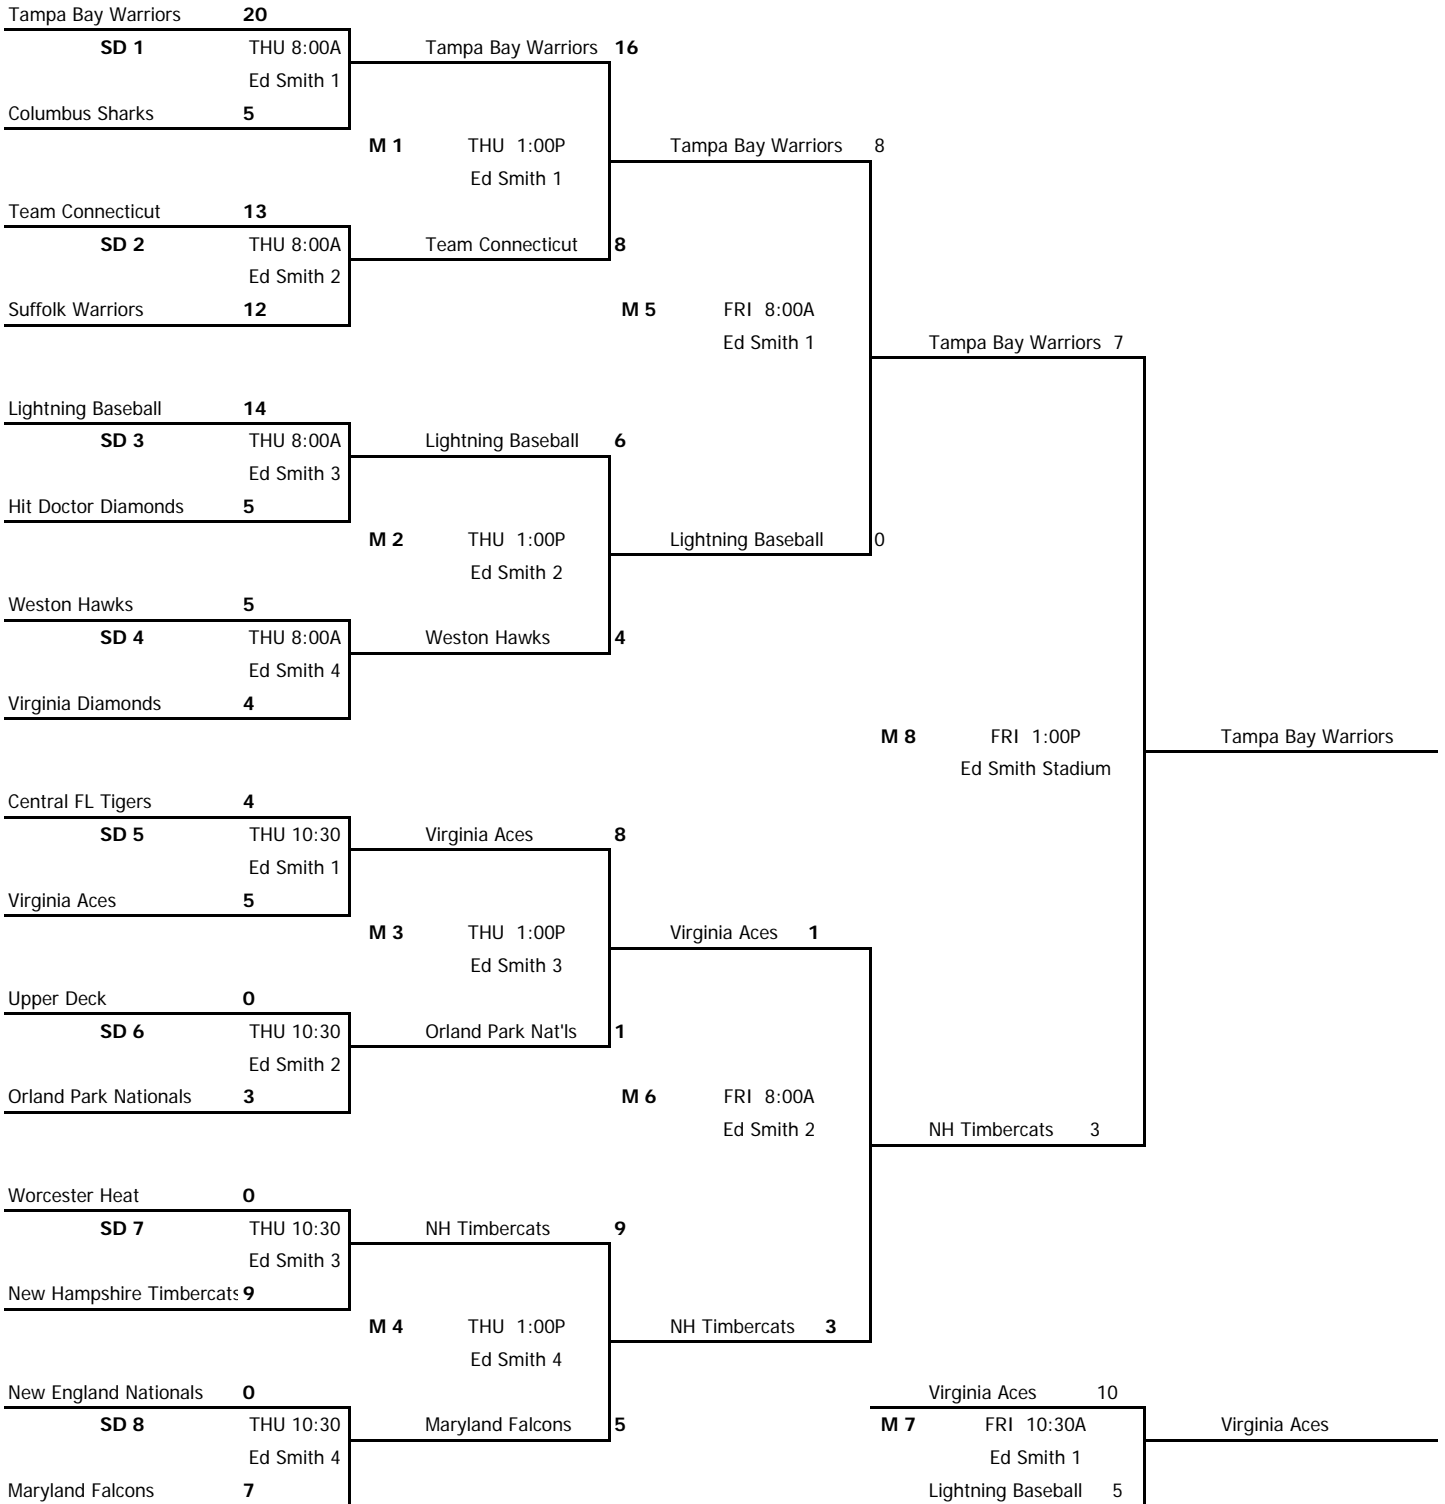 Tampa Bay Warriors 20
SD 1 THU 8:00A Tampa Bay Warriors 16
Ed Smith 1
Columbus Sharks 5
M 1 THU 1:00P Tampa Bay Warriors 8
Ed Smith 1
Team Connecticut 13
SD 2 THU 8:00A Team Connecticut 8
Ed Smith 2
Suffolk Warriors 12 M 5 FRI 8:00A
Ed Smith 1 Tampa Bay Warriors 7
Lightning Baseball 14
SD 3 THU 8:00A Lightning Baseball 6
Ed Smith 3
Hit Doctor Diamonds 5
M 2 THU 1:00P Lightning Baseball 0
Ed Smith 2
Weston Hawks 5
SD 4 THU 8:00A Weston Hawks 4
Ed Smith 4
Virginia Diamonds 4
M 8 FRI 1:00P Tampa Bay Warriors
Ed Smith Stadium
Central FL Tigers 4
SD 5 THU 10:30 Virginia Aces 8
Ed Smith 1
Virginia Aces 5
M 3 THU 1:00P Virginia Aces 1
Ed Smith 3
Upper Deck 0
SD 6 THU 10:30 Orland Park Nat'ls 1
Ed Smith 2
Orland Park Nationals 3 M 6 FRI 8:00A
Ed Smith 2 NH Timbercats 3
Worcester Heat 0
SD 7 THU 10:30 NH Timbercats 9
Ed Smith 3
New Hampshire Timbercats 9
M 4 THU 1:00P NH Timbercats 3
Ed Smith 4
New England Nationals 0 Virginia Aces 10
SD 8 THU 10:30 Maryland Falcons 5 M 7 FRI 10:30A Virginia Aces
Ed Smith 4 Ed Smith 1
Maryland Falcons 7 Lightning Baseball 5